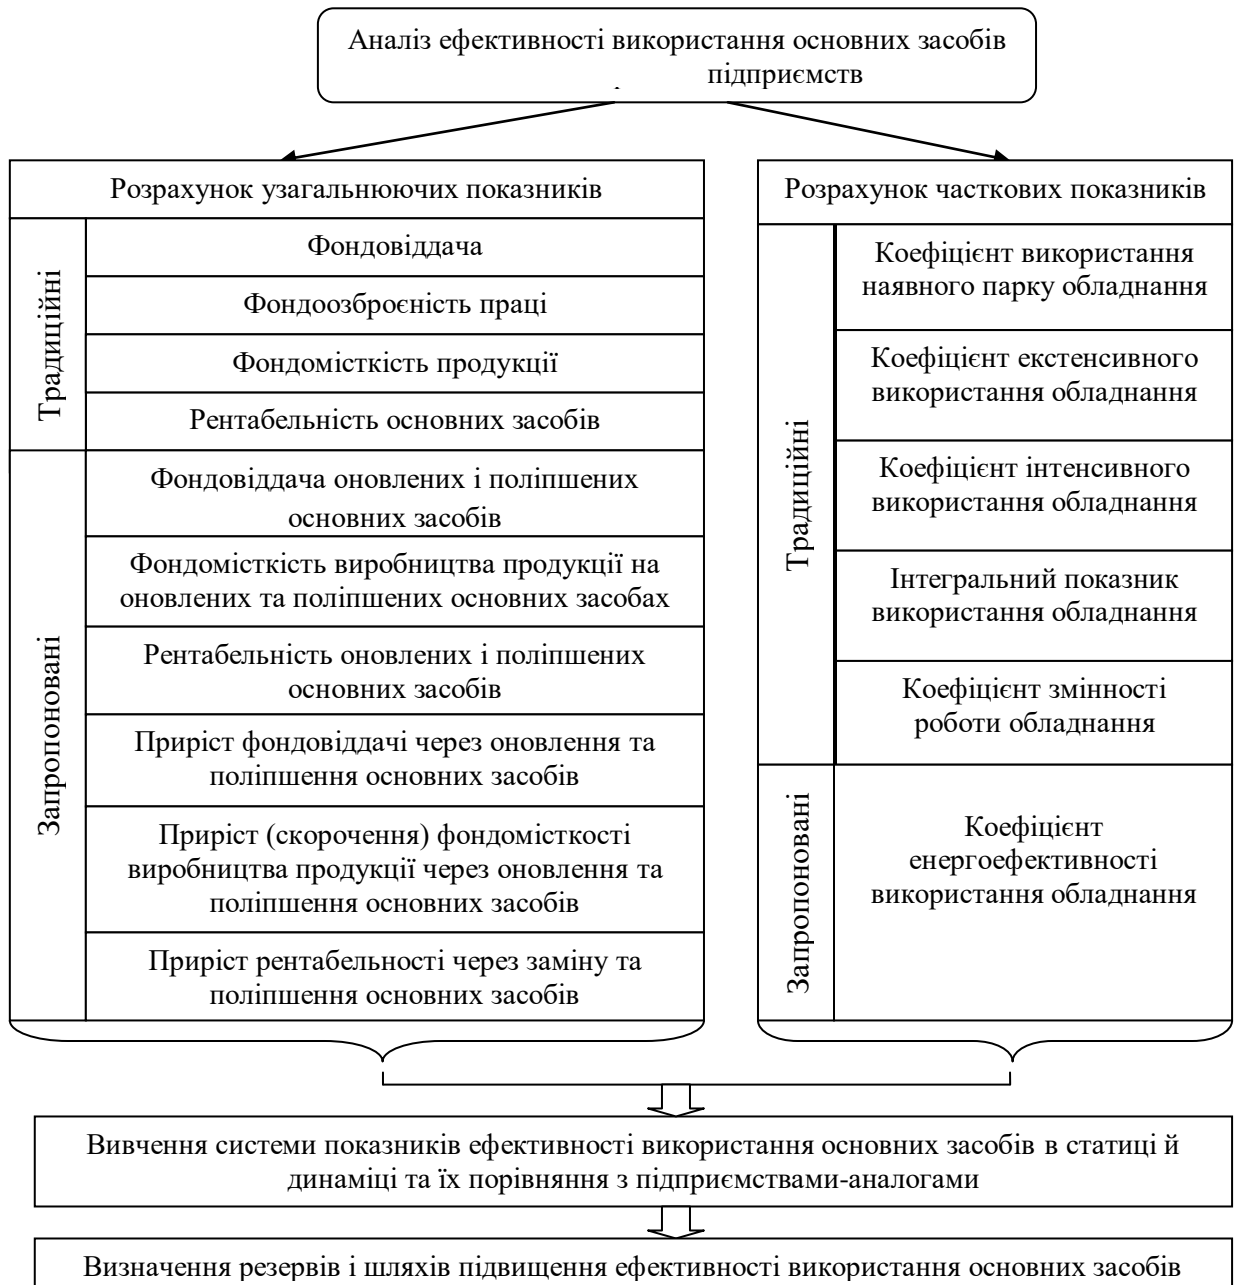 Аналіз ефективності використання основних засобів
підприємств
Розрахунок узагальнюючих показників
Традиційні
Фондовіддача
Фондоозброєність праці
Фондомісткість продукції
Рентабельність основних засобів
Запропоновані
Фондовіддача оновлених і поліпшених
основних засобів
Фондомісткість виробництва продукції на
оновлених та поліпшених основних засобах
Рентабельність оновлених і поліпшених
основних засобів
Приріст фондовіддачі через оновлення та
поліпшення основних засобів
Приріст (скорочення) фондомісткості
виробництва продукції через оновлення та
поліпшення основних засобів
Приріст рентабельності через заміну та
поліпшення основних засобів
Розрахунок часткових показників
Традиційні
Коефіцієнт використання
наявного парку обладнання
Коефіцієнт екстенсивного
використання обладнання
Коефіцієнт інтенсивного
використання обладнання
Інтегральний показник
використання обладнання
Коефіцієнт змінності
роботи обладнання
Запропоновані
Коефіцієнт
енергоефективності
використання обладнання
Вивчення системи показників ефективності використання основних засобів в статиці й
динаміці та їх порівняння з підприємствами-аналогами
Визначення резервів і шляхів підвищення ефективності використання основних засобів